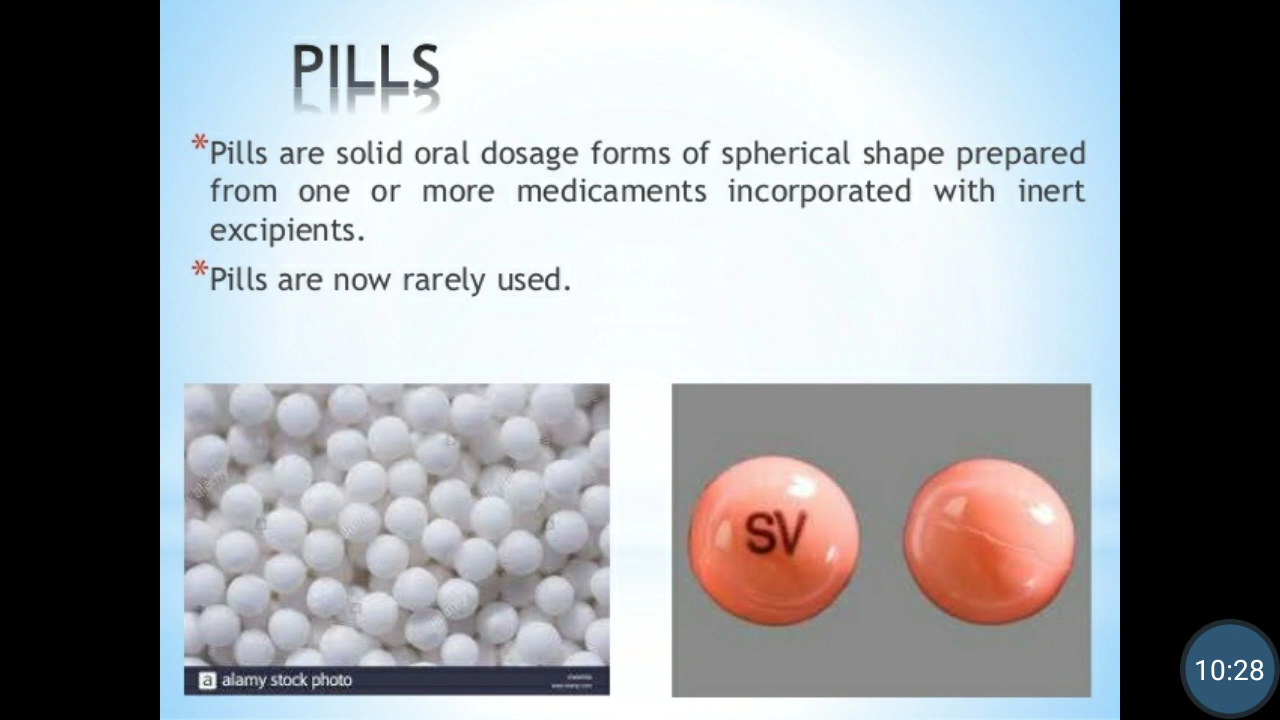 PILLS
*Pills are solid oral dosage forms of spherical shape prepared
from one or more medicaments incorporated with inert
excipients.
*Pills are now rarely used.
SV
a alamy stock photo
10:28